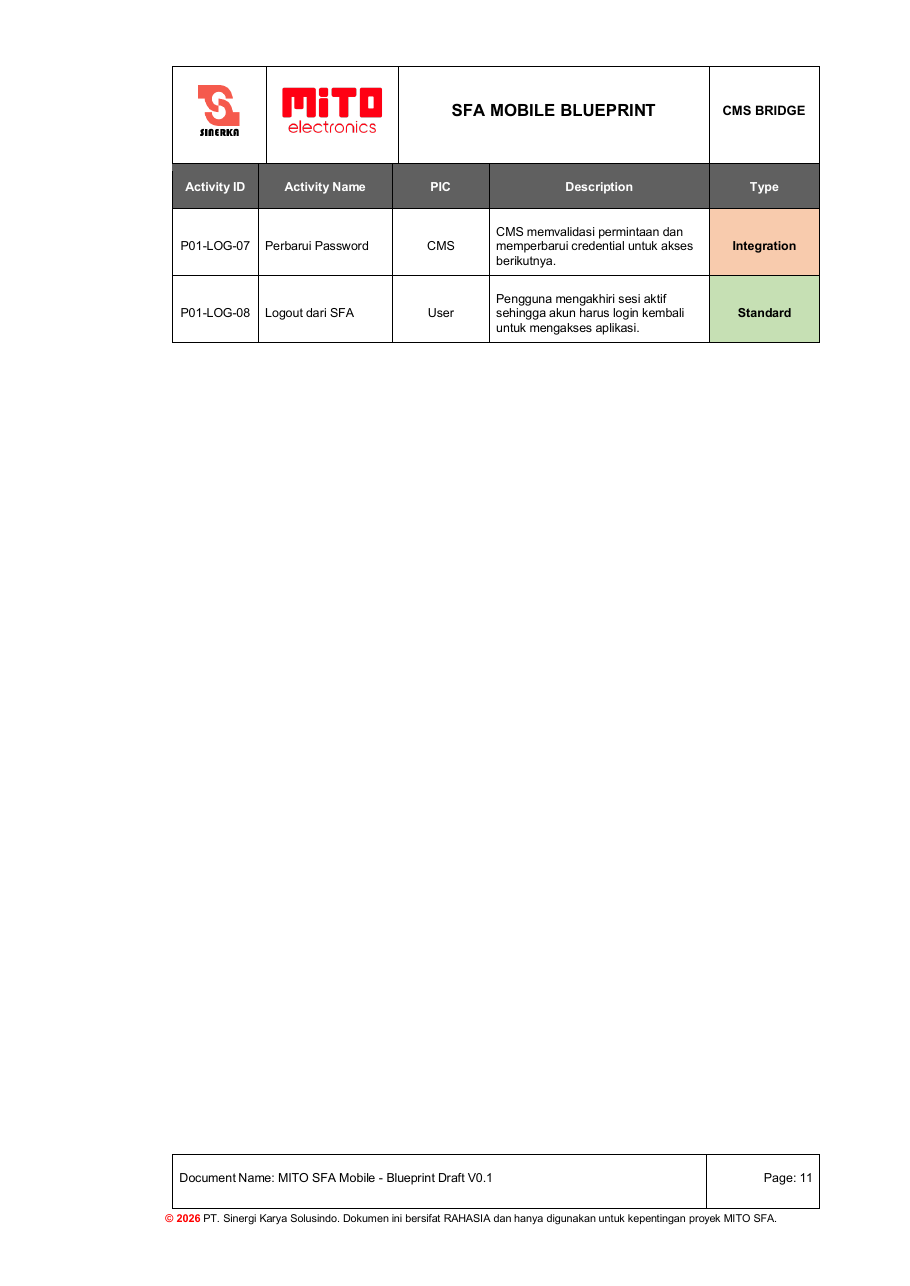 SINERKA
MiTO
electronics
SFA MOBILE BLUEPRINT
CMS BRIDGE
Activity ID Activity Name PIC Description Type
P01-LOG-07 Perbarui Password CMS CMS memvalidasi permintaan dan
memperbarui credential untuk akses
berikutnya. Integration
P01-LOG-08 Logout dari SFA User Pengguna mengakhiri sesi aktif
sehingga akun harus login kembali
untuk mengakses aplikasi. Standard
Document Name: MITO SFA Mobile - Blueprint Draft V0.1 Page: 11
© 2026 PT. Sinergi Karya Solusindo. Dokumen ini bersifat RAHASIA dan hanya digunakan untuk kepentingan proyek MITO SFA.